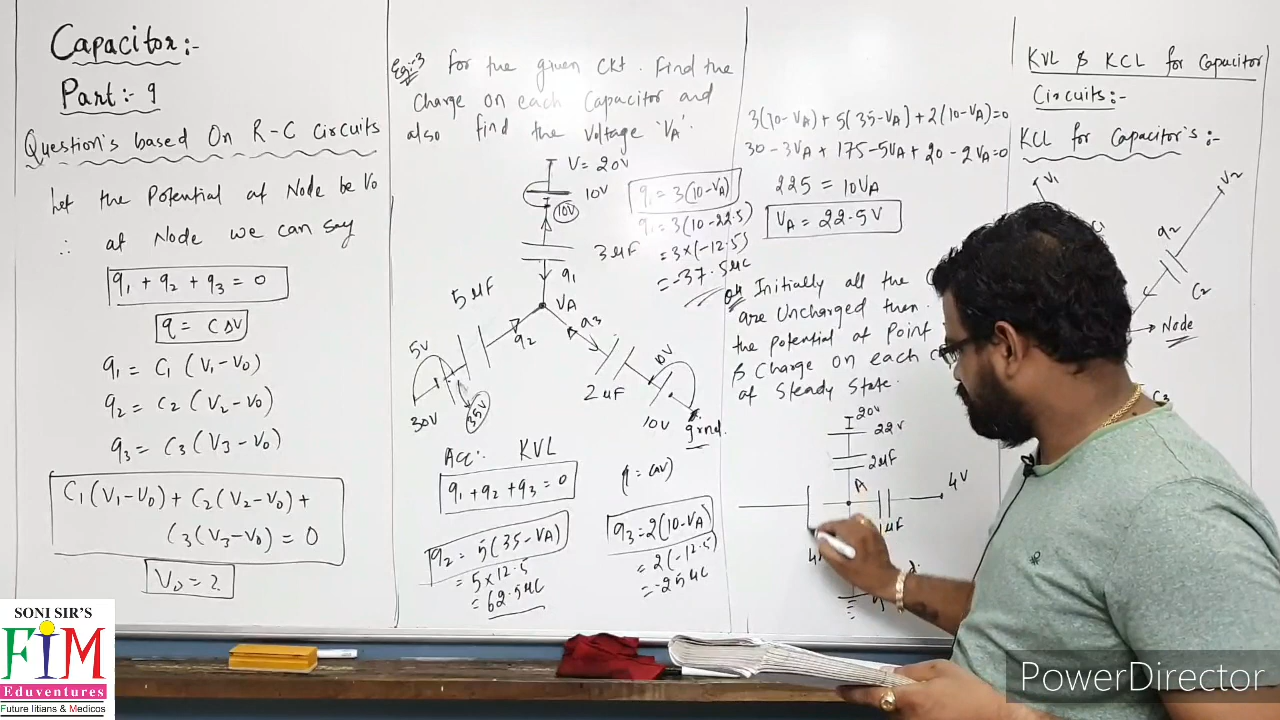 Capacitor:-
Part:- 9
Question's based On R-C Circuits
Let the Potential at Node be V0
∴ at Node we can say
q1 + q2 + q3 = 0
q = CΔV
q1 = C1 (V1-V0)
q2 = C2 (V2-V0)
q3 = C3 (V3-V0)
C1(V1-V0) + C2(V2-V0) +
C3(V3-V0) = 0
V0 = ?
Eg:-3 For the given Ckt. Find the
Charge on each Capacitor and
also find the Voltage 'VA'.
V = 20V
10V
10V
3μF
q1
5μF
VA
q2
q3
5V
30V
35V
2μF
10V
10V
grnd.
q1 = 3(10-VA)
q1 = 3(10-22.5)
= 3×(-12.5)
= -37.5μC
Acc:- KVL
q1+q2+q3 = 0
q2 = 5(35-VA)
= 5×12.5
= 62.5μC
q3 = 2(10-VA)
= 2(-12.5)
= -25μC
3(10-VA) + 5(35-VA) + 2(10-VA)=0
30-3VA + 175-5VA + 20-2VA=0
225 = 10VA
VA = 22.5V
Initially all the
are Uncharged then.
the potential at Point
& Charge on each
at Steady State.
20V
22V
2μF
A
4V
1μF
KVL & KCL for Capacitor
Circuits:-
KCL for Capacitor's:-
V1
V2
C1
q2
C2
Node
C3
SONI SIR'S
FIM
Eduventures
Future Iitians & Medicos
PowerDirector